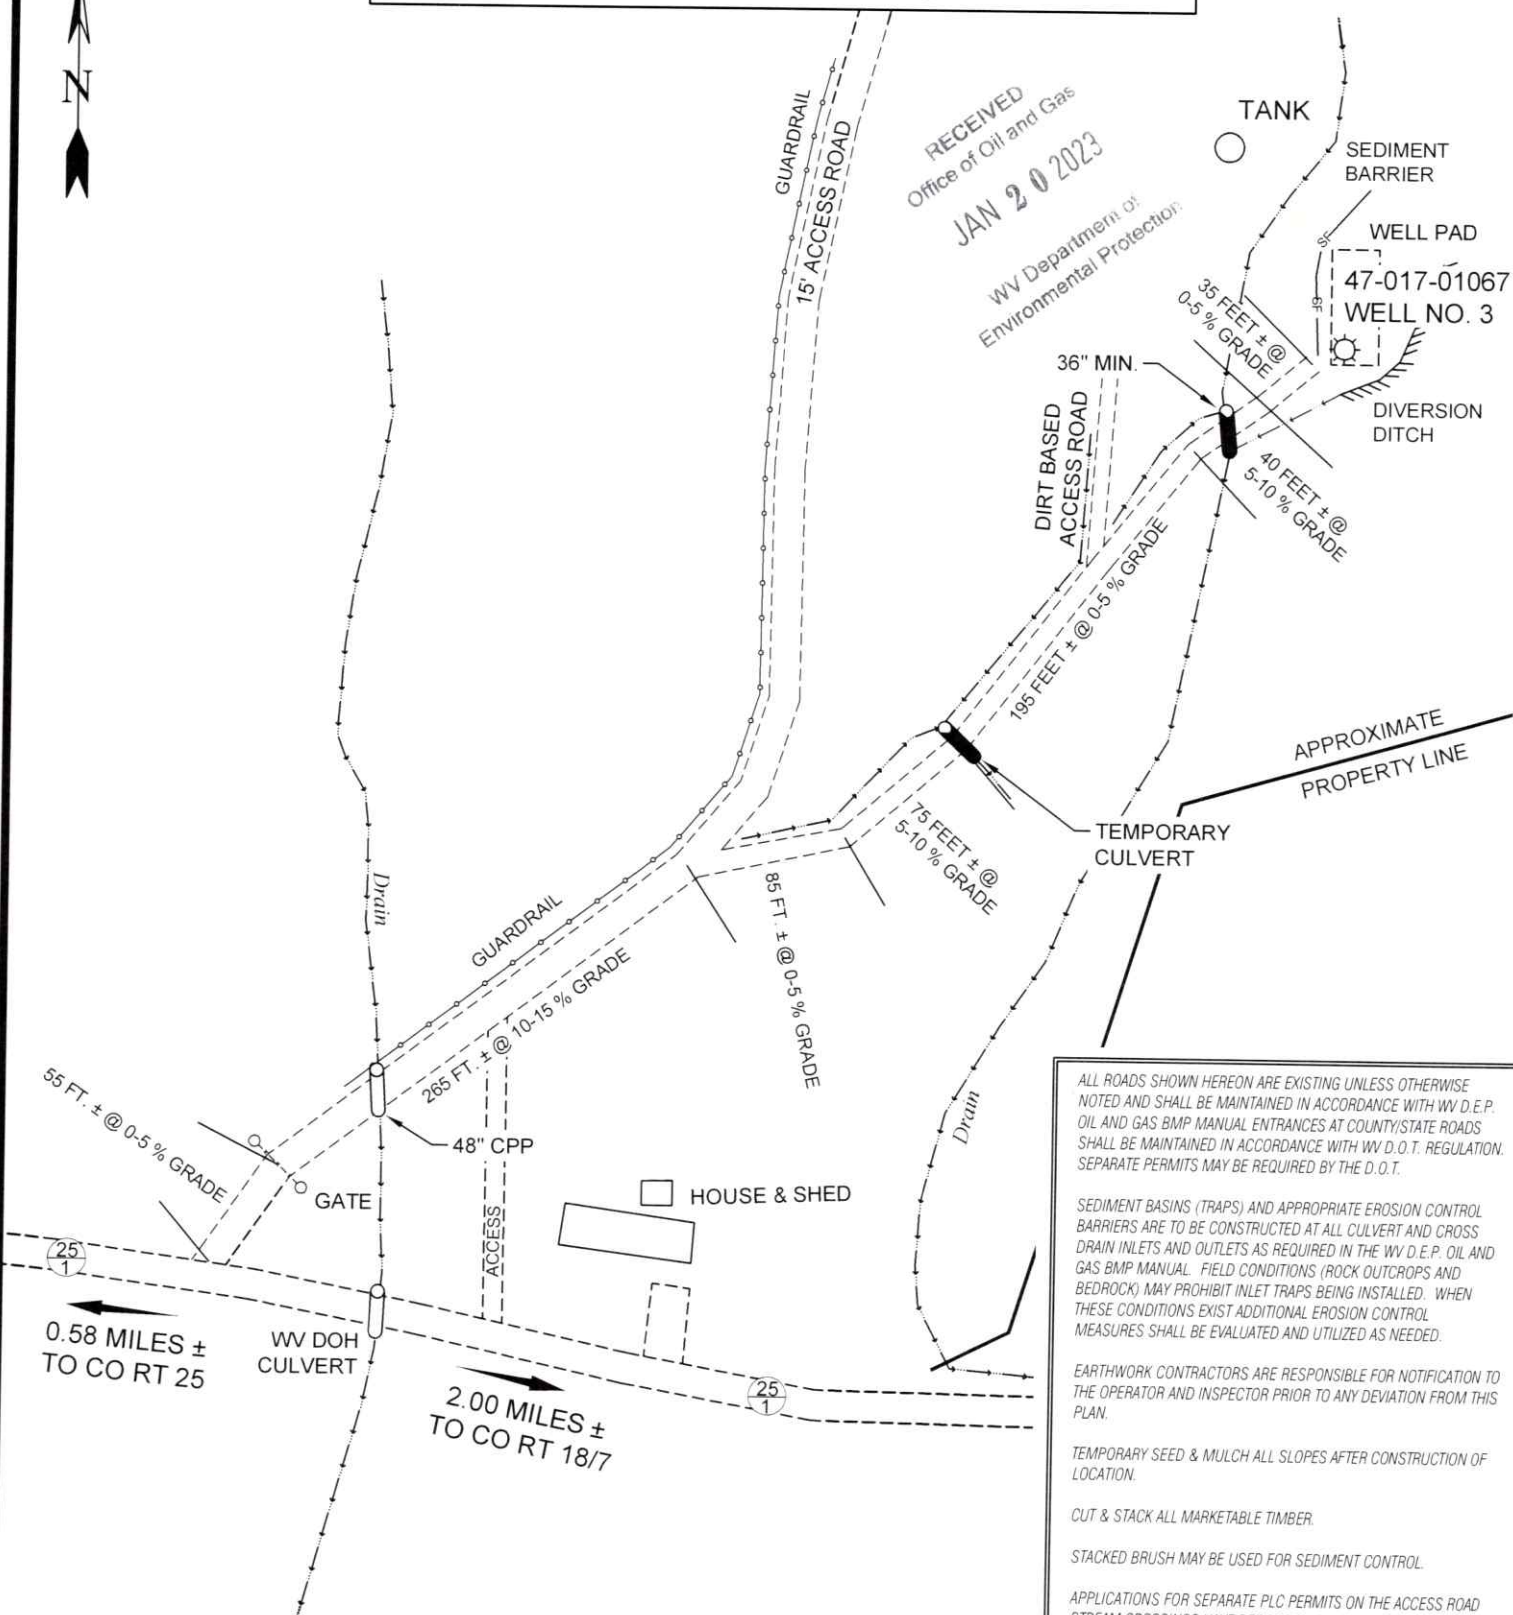 N
GUARDRAIL
15' ACCESS ROAD
RECEIVED
Office of Oil and Gas
JAN 20 2023
WV Department of
Environmental Protection
TANK
SEDIMENT
BARRIER
SF
SF
WELL PAD
47-017-01067
WELL NO. 3
35 FEET ± @
0-5 % GRADE
36" MIN.
DIVERSION
DITCH
DIRT BASED
ACCESS ROAD
40 FEET ± @
5-10 % GRADE
195 FEET ± @ 0-5 % GRADE
APPROXIMATE
PROPERTY LINE
TEMPORARY
CULVERT
75 FEET ± @
5-10 % GRADE
85 FT. ± @ 0-5 % GRADE
Drain
GUARDRAIL
265 FT. ± @ 10-15 % GRADE
55 FT. ± @ 0-5 % GRADE
48" CPP
GATE
HOUSE & SHED
ACCESS
Drain
25
1
0.58 MILES ±
TO CO RT 25
WV DOH
CULVERT
2.00 MILES ±
TO CO RT 18/7
25
1
ALL ROADS SHOWN HEREON ARE EXISTING UNLESS OTHERWISE
NOTED AND SHALL BE MAINTAINED IN ACCORDANCE WITH WV D.E.P.
OIL AND GAS BMP MANUAL ENTRANCES AT COUNTY/STATE ROADS
SHALL BE MAINTAINED IN ACCORDANCE WITH WV D.O.T. REGULATION.
SEPARATE PERMITS MAY BE REQUIRED BY THE D.O.T.
SEDIMENT BASINS (TRAPS) AND APPROPRIATE EROSION CONTROL
BARRIERS ARE TO BE CONSTRUCTED AT ALL CULVERT AND CROSS
DRAIN INLETS AND OUTLETS AS REQUIRED IN THE WV D.E.P. OIL AND
GAS BMP MANUAL. FIELD CONDITIONS (ROCK OUTCROPS AND
BEDROCK) MAY PROHIBIT INLET TRAPS BEING INSTALLED. WHEN
THESE CONDITIONS EXIST ADDITIONAL EROSION CONTROL
MEASURES SHALL BE EVALUATED AND UTILIZED AS NEEDED.
EARTHWORK CONTRACTORS ARE RESPONSIBLE FOR NOTIFICATION TO
THE OPERATOR AND INSPECTOR PRIOR TO ANY DEVIATION FROM THIS
PLAN.
TEMPORARY SEED & MULCH ALL SLOPES AFTER CONSTRUCTION OF
LOCATION.
CUT & STACK ALL MARKETABLE TIMBER.
STACKED BRUSH MAY BE USED FOR SEDIMENT CONTROL.
APPLICATIONS FOR SEPARATE PLC PERMITS ON THE ACCESS ROAD